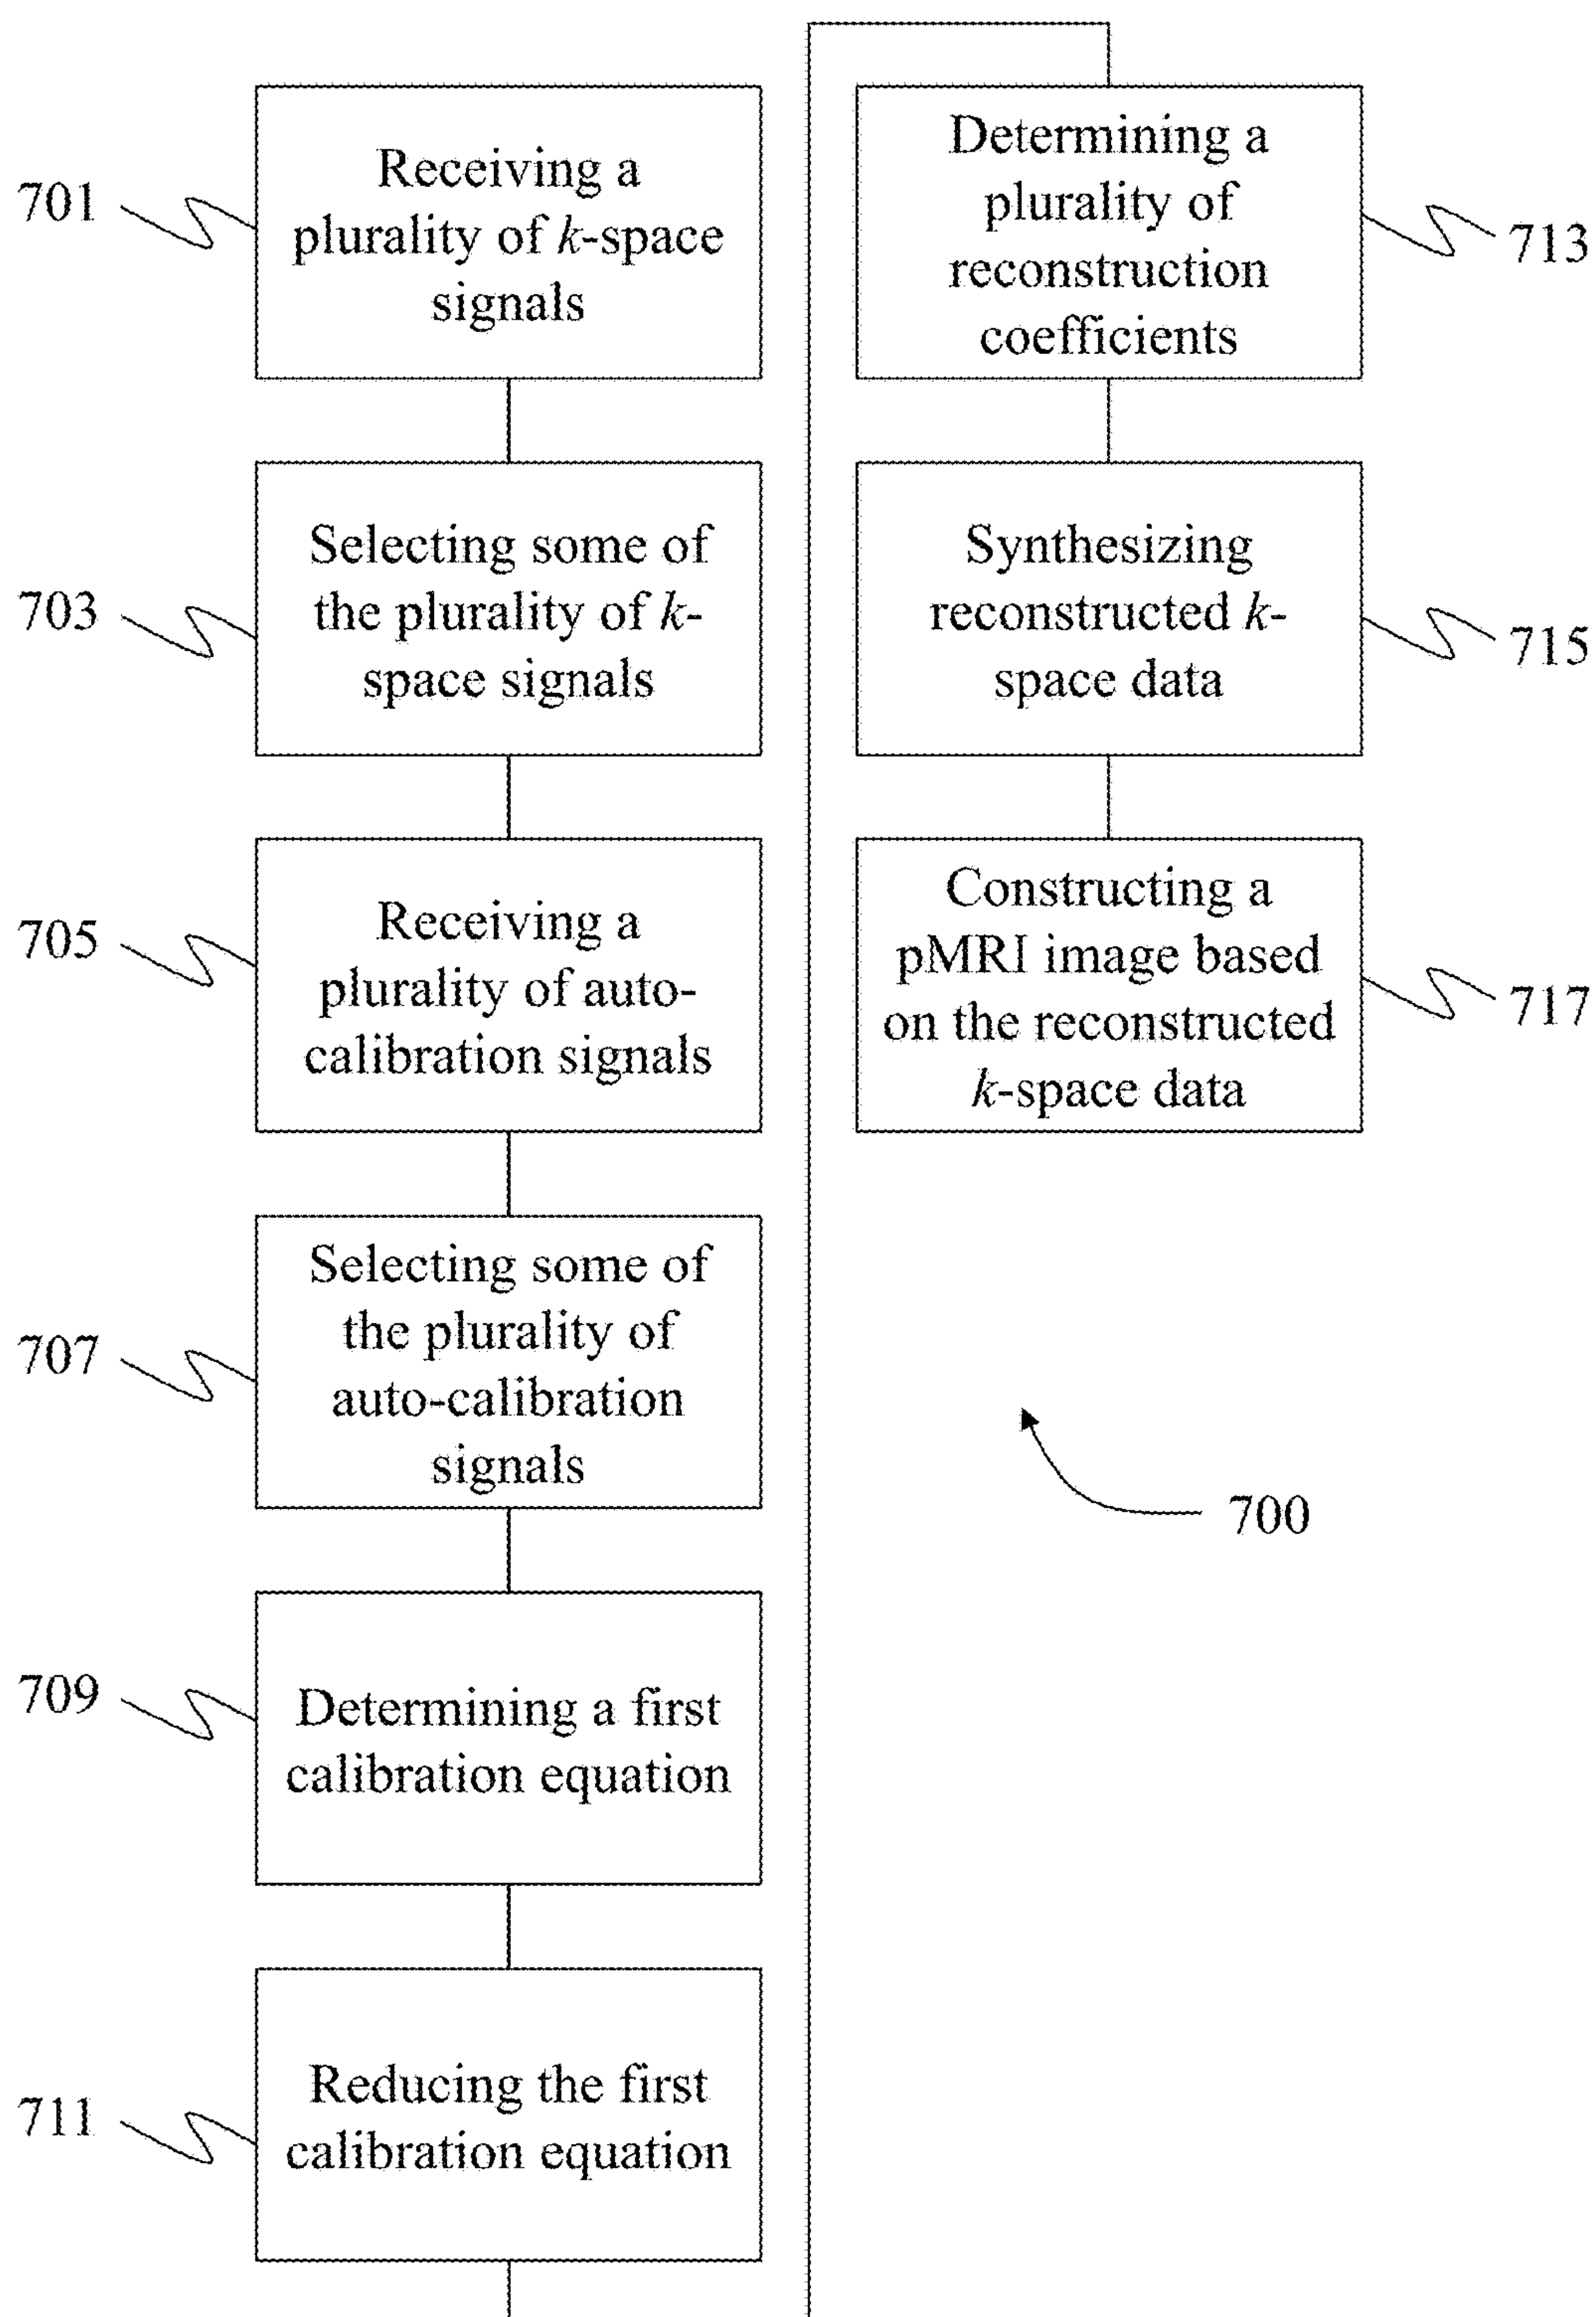 701
Receiving a
plurality of k-space
signals
703
Selecting some of
the plurality of k-
space signals
705
Receiving a
plurality of auto-
calibration signals
707
Selecting some of
the plurality of
auto-calibration
signals
709
Determining a first
calibration equation
711
Reducing the first
calibration equation
Determining a
plurality of
reconstruction
coefficients
713
Synthesizing
reconstructed k-
space data
715
Constructing a
pMRI image based
on the reconstructed
k-space data
717
700